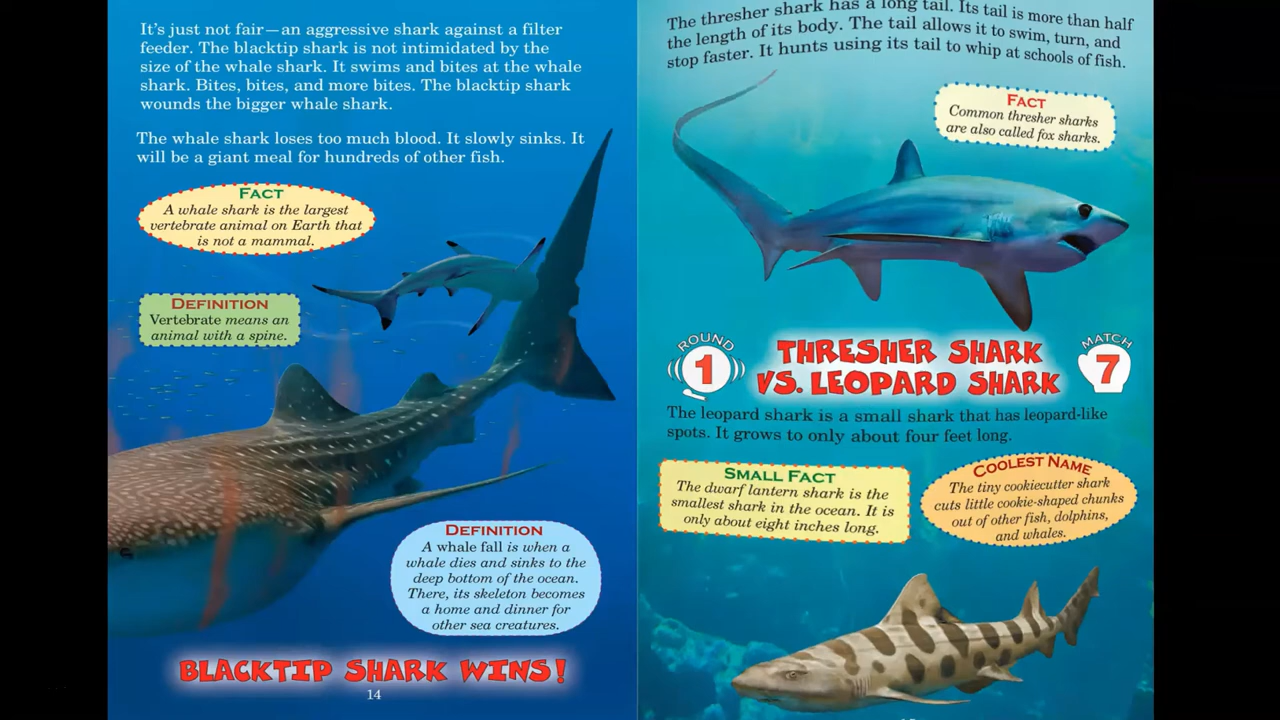 It's just not fair—an aggressive shark against a filter
feeder. The blacktip shark is not intimidated by the
size of the whale shark. It swims and bites at the whale
shark. Bites, bites, and more bites. The blacktip shark
wounds the bigger whale shark.
The whale shark loses too much blood. It slowly sinks. It
will be a giant meal for hundreds of other fish.
FACT
A whale shark is the largest
vertebrate animal on Earth that
is not a mammal.
DEFINITION
Vertebrate means an
animal with a spine.
DEFINITION
A whale fall is when a
whale dies and sinks to the
deep bottom of the ocean.
There, its skeleton becomes
a home and dinner for
other sea creatures.
BLACKTIP SHARK WINS!
14
The thresher shark has a long tail. Its tail is more than half
the length of its body. The tail allows it to swim, turn, and
stop faster. It hunts using its tail to whip at schools of fish.
FACT
Common thresher sharks
are also called fox sharks.
ROUND
1
THRESHER SHARK
VS. LEOPARD SHARK
MATCH
7
The leopard shark is a small shark that has leopard-like
spots. It grows to only about four feet long.
SMALL FACT
The dwarf lantern shark is the
smallest shark in the ocean. It is
only about eight inches long.
COOLEST NAME
The tiny cookiecutter shark
cuts little cookie-shaped chunks
out of other fish, dolphins,
and whales.